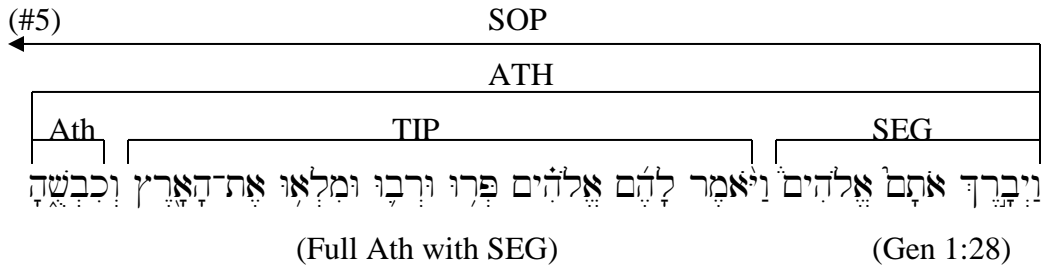 (#5) SOP
ATH
Ath TIP SEG
וַיְבָ֣רֶךְ אֹתָם֮ אֱלֹהִים֒ וַיֹּ֨אמֶר לָהֶ֜ם אֱלֹהִ֗ים פְּר֥וּ וּרְב֛וּ וּמִלְא֥וּ אֶת־הָאָ֖רֶץ וְכִבְשֻׁ֑הָ
(Full Ath with SEG) (Gen 1:28)